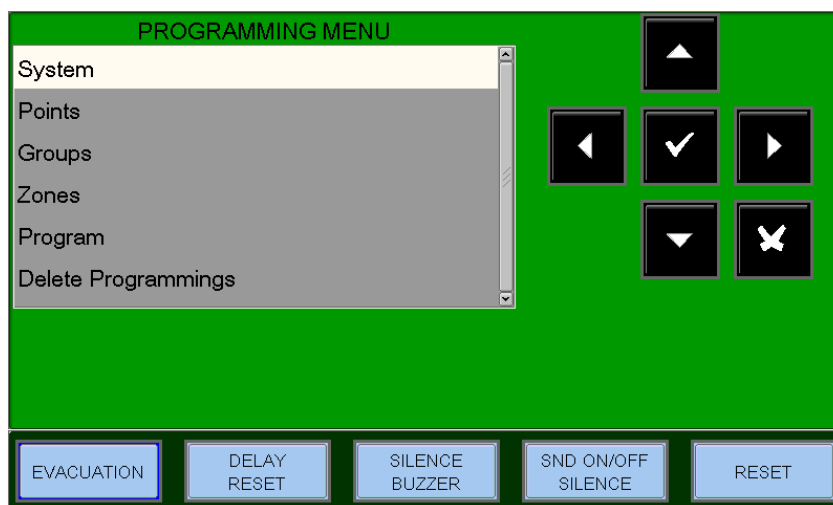 PROGRAMMING MENU
System
Points
Groups
Zones
Program
Delete Programmings
EVACUATION
DELAY
RESET
SILENCE
BUZZER
SND ON/OFF
SILENCE
RESET